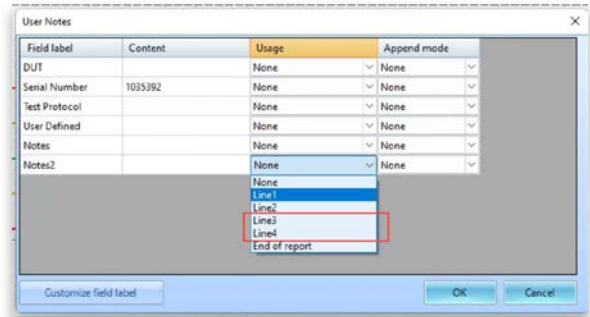 User Notes
Field label Content Usage Append mode
DUT None None
Serial Number 1035392 None None
Test Protocol None None
User Defined None None
Notes None None
Notes2 None None
None
Line1
Line2
Line3
Line4
End of report
Customize field label OK Cancel